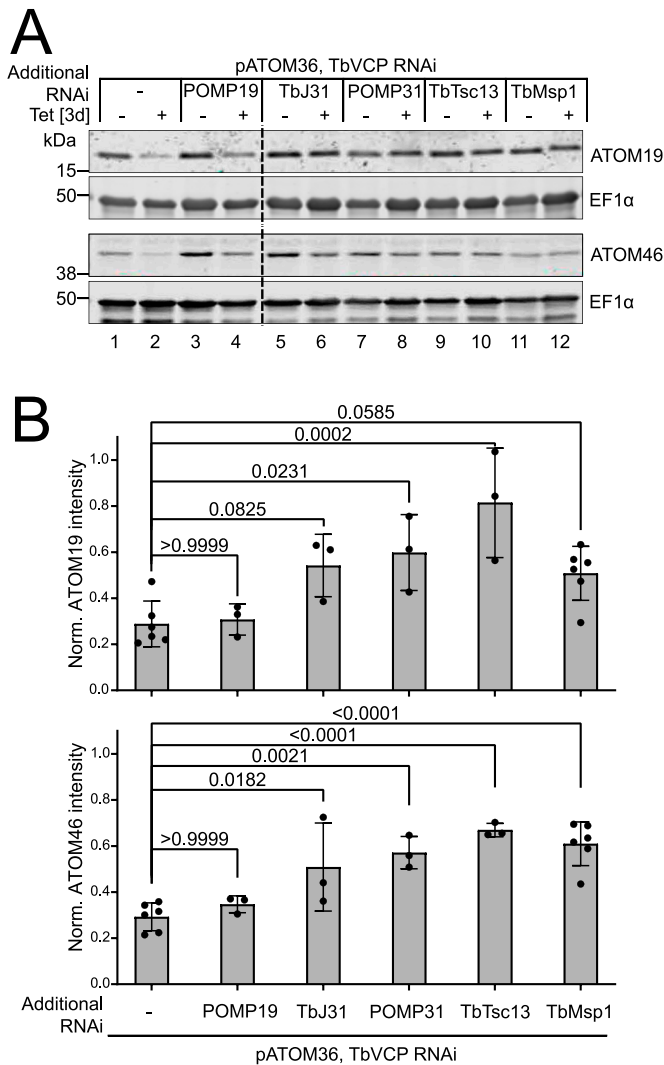 A
pATOM36, TbVCP RNAi
Additional RNAi - POMP19 TbJ31 POMP31 TbTsc13 TbMsp1
Tet [3d] - + - + - + - + - + - +
kDa
ATOM19
15
50
EF1α
ATOM46
38
50
EF1α
1 2 3 4 5 6 7 8 9 10 11 12
B
0.0585
0.0002
0.0231
0.0825
>0.9999
Norm. ATOM19 intensity
1.0
0.8
0.6
0.4
0.2
0.0
<0.0001
<0.0001
0.0021
0.0182
>0.9999
Norm. ATOM46 intensity
1.0
0.8
0.6
0.4
0.2
0.0
Additional RNAi - POMP19 TbJ31 POMP31 TbTsc13 TbMsp1
pATOM36, TbVCP RNAi